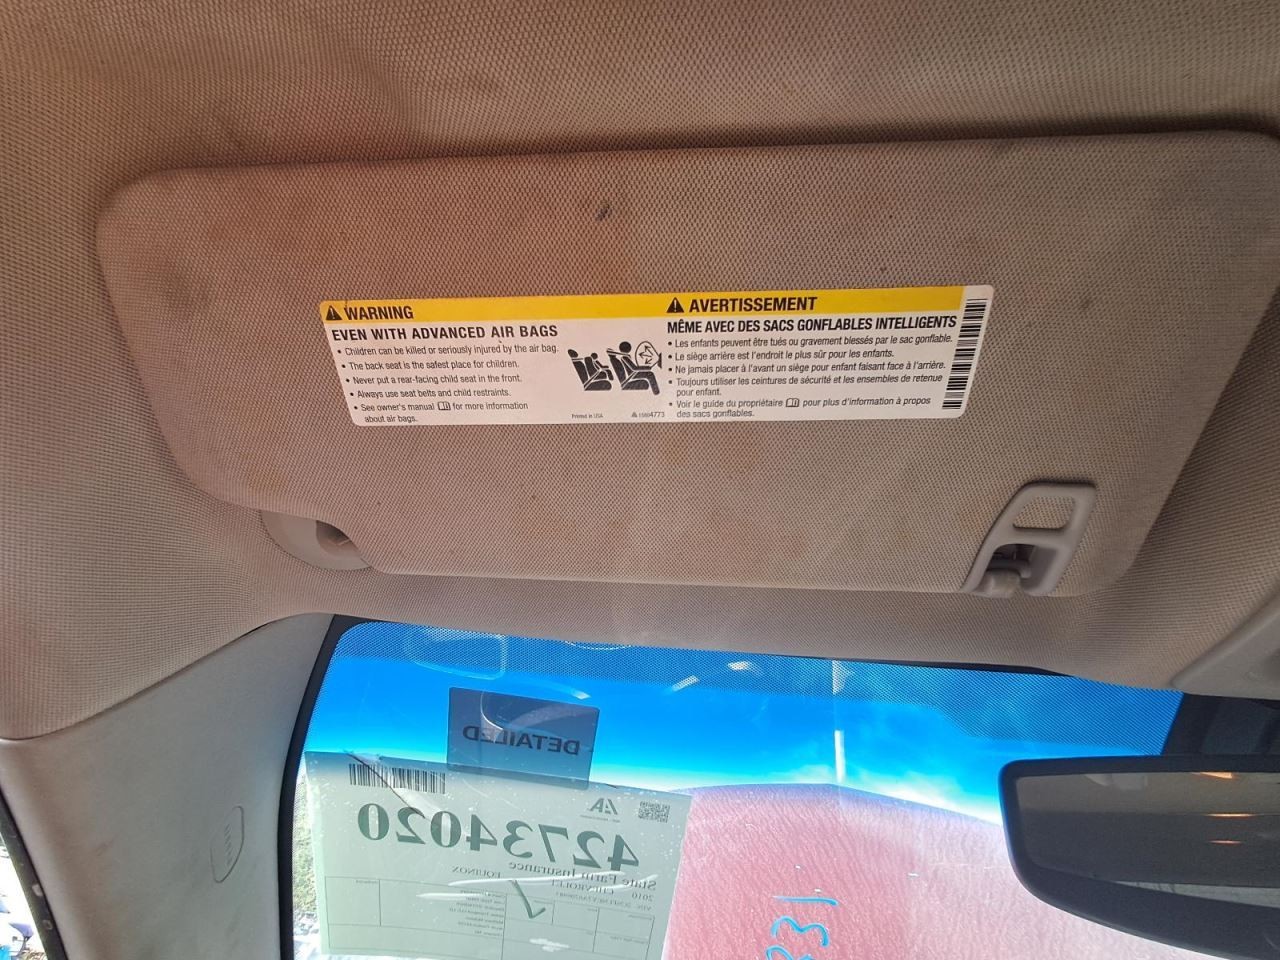 WARNING
EVEN WITH ADVANCED AIR BAGS
• Children can be killed or seriously injured by the air bag.
• The back seat is the safest place for children.
• Never put a rear-facing child seat in the front.
• Always use seat belts and child restraints.
• See owner's manual for more information
about air bags.
Printed in USA
AVERTISSEMENT
MÊME AVEC DES SACS GONFLABLES INTELLIGENTS
• Les enfants peuvent être tués ou gravement blessés par le sac gonflable.
• Le siège arrière est l'endroit le plus sûr pour les enfants.
• Ne jamais placer à l'avant un siège pour enfant faisant face à l'arrière.
• Toujours utiliser les ceintures de sécurité et les ensembles de retenue
pour enfant.
• Voir le guide du propriétaire pour plus d'information à propos
des sacs gonflables.
DETAILED
42734020
State Farm Insurance
2010
CHEVROLET EQUINOX